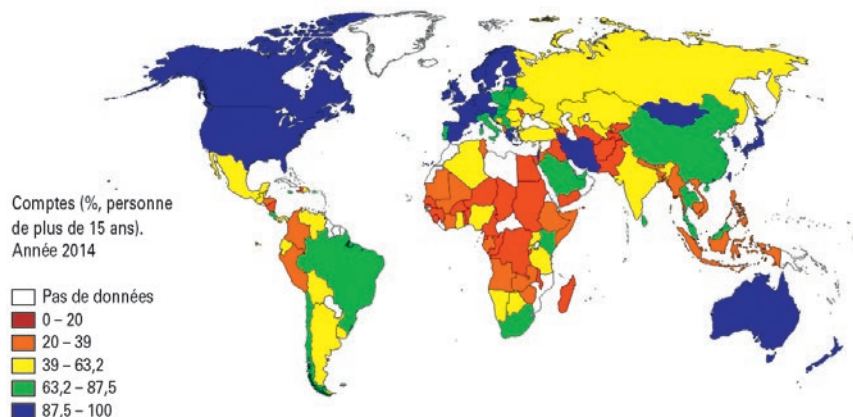 Comptes (%, personne
de plus de 15 ans).
Année 2014
Pas de données
0 – 20
20 – 39
39 – 63,2
63,2 – 87,5
87,5 – 100